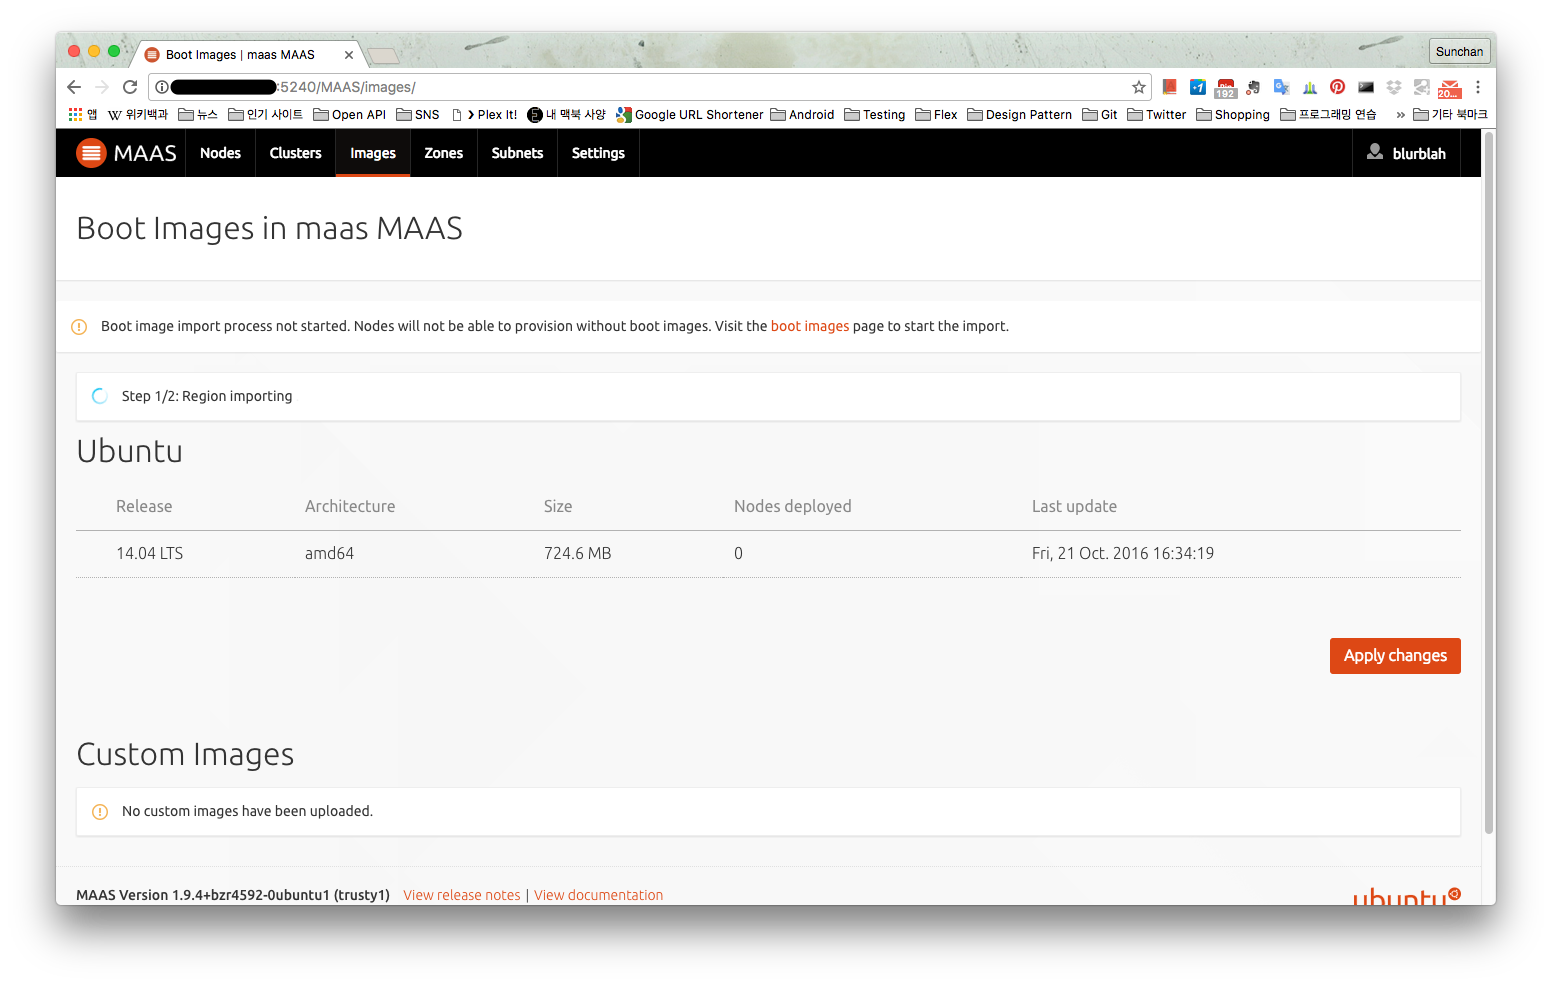 Boot Images | maas MAAS
Sunchan
:5240/MAAS/images/
192
20...
앱 위키백과 뉴스 인기 사이트 Open API SNS Plex It! 내 맥북 사양 Google URL Shortener Android Testing Flex Design Pattern Git Twitter Shopping 프로그래밍 연습 » 기타 북마크
MAAS Nodes Clusters Images Zones Subnets Settings blurblah
Boot Images in maas MAAS
Boot image import process not started. Nodes will not be able to provision without boot images. Visit the boot images page to start the import.
Step 1/2: Region importing
Ubuntu
Release Architecture Size Nodes deployed Last update
14.04 LTS amd64 724.6 MB 0 Fri, 21 Oct. 2016 16:34:19
Apply changes
Custom Images
No custom images have been uploaded.
MAAS Version 1.9.4+bzr4592-0ubuntu1 (trusty1) View release notes | View documentation
ubuntu